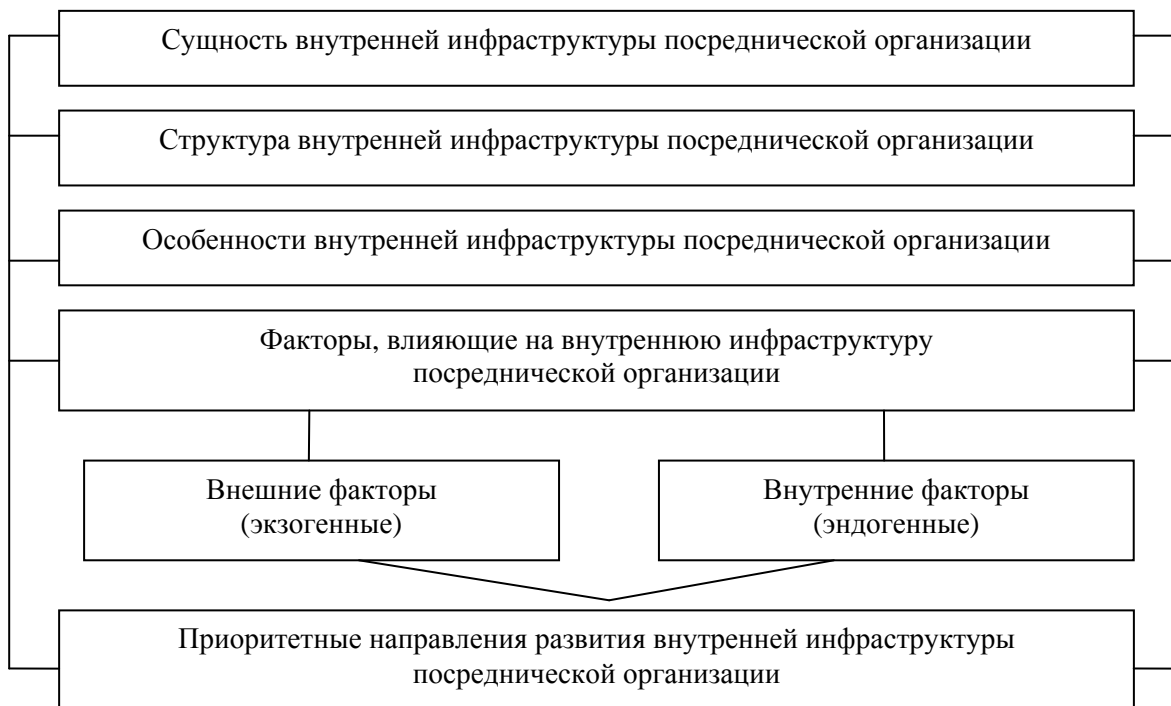 Сущность внутренней инфраструктуры посреднической организации
Структура внутренней инфраструктуры посреднической организации
Особенности внутренней инфраструктуры посреднической организации
Факторы, влияющие на внутреннюю инфраструктуру
посреднической организации
Внешние факторы
(экзогенные)
Внутренние факторы
(эндогенные)
Приоритетные направления развития внутренней инфраструктуры
посреднической организации